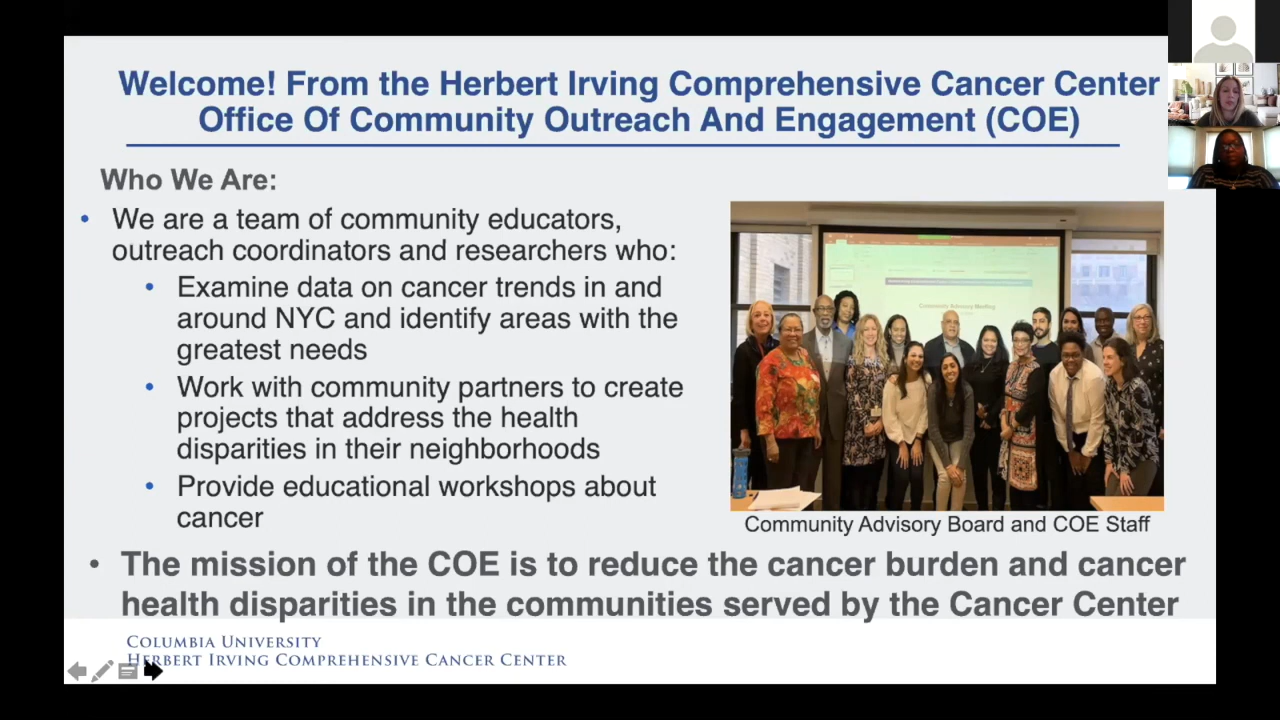 Welcome! From the Herbert Irving Comprehensive Cancer Center
Office Of Community Outreach And Engagement (COE)
Who We Are:
• We are a team of community educators,
outreach coordinators and researchers who:
• Examine data on cancer trends in and
around NYC and identify areas with the
greatest needs
• Work with community partners to create
projects that address the health
disparities in their neighborhoods
• Provide educational workshops about
cancer
Community Advisory Meeting
Community Advisory Board and COE Staff
• The mission of the COE is to reduce the cancer burden and cancer
health disparities in the communities served by the Cancer Center
COLUMBIA UNIVERSITY
HERBERT IRVING COMPREHENSIVE CANCER CENTER